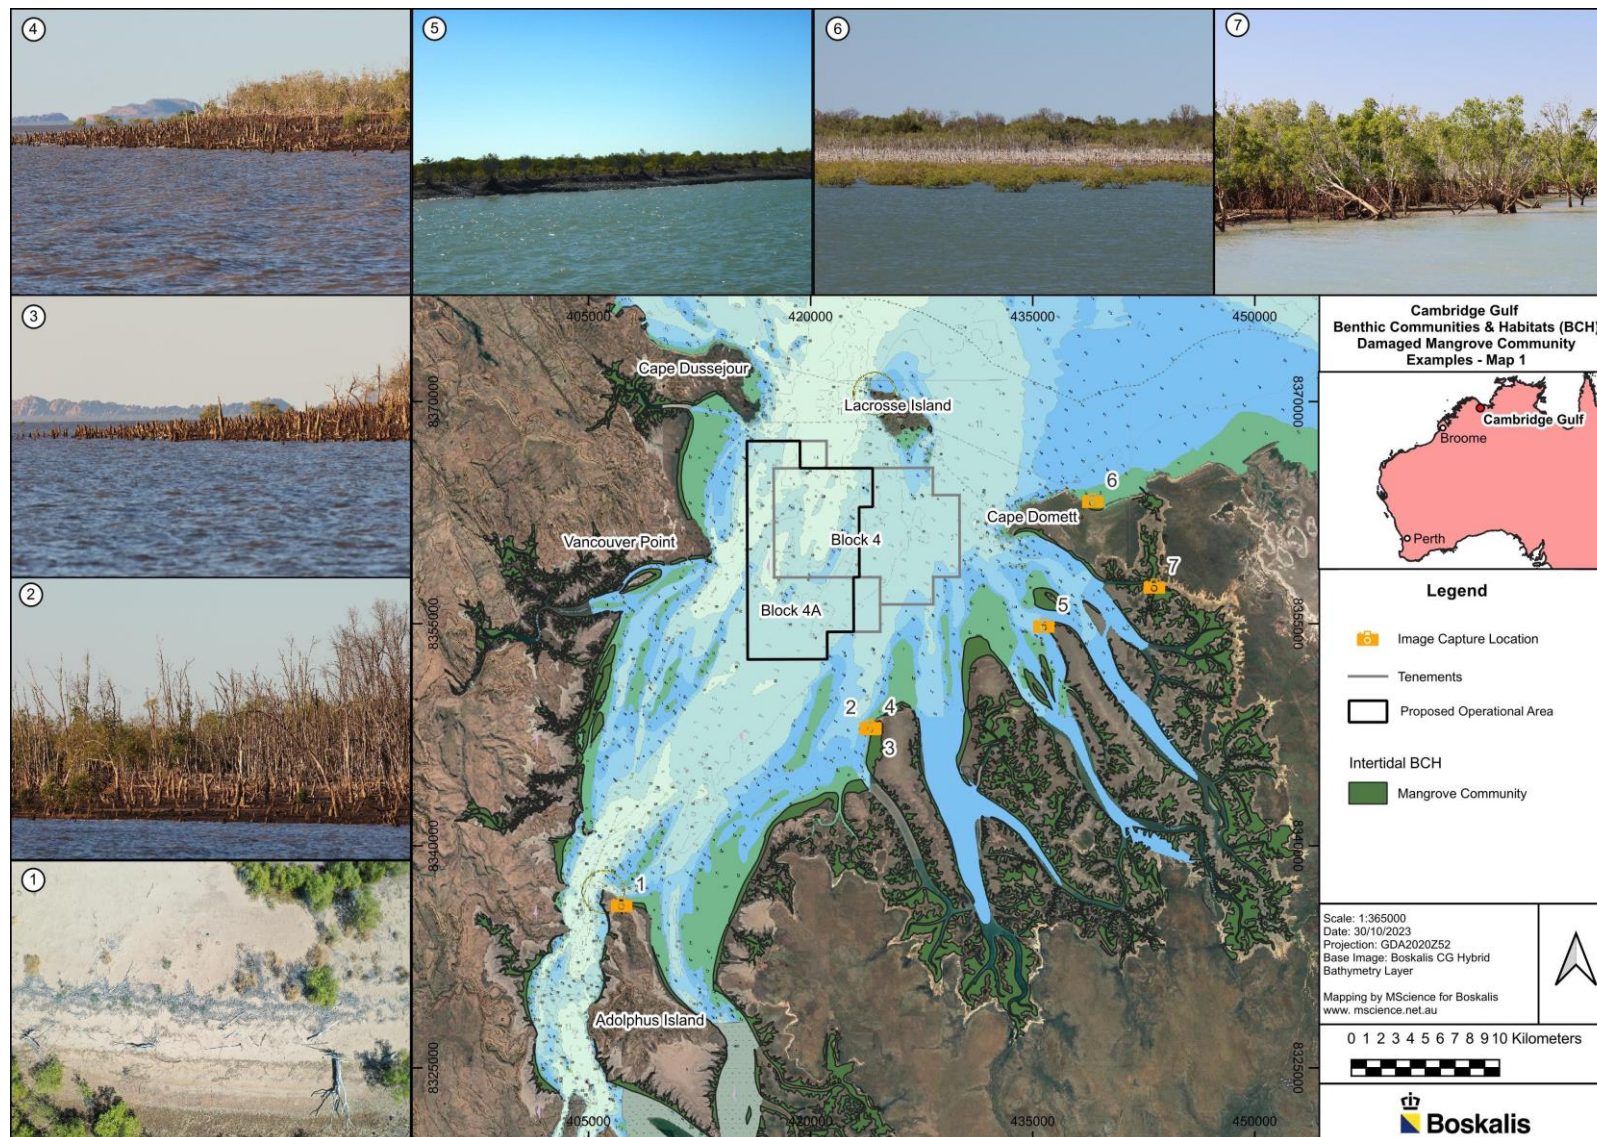 4
5
6
7
3
2
1
405000
420000
435000
450000
8370000
8370000
8355000
8355000
8340000
8340000
8325000
8325000
405000
420000
435000
450000
Cape Dussejour
Lacrosse Island
Cape Domett
Vancouver Point
Block 4
Block 4A
Adolphus Island
6
7
5
2
4
3
1
Cambridge Gulf
Benthic Communities & Habitats (BCH)
Damaged Mangrove Community
Examples - Map 1
Cambridge Gulf
Broome
Perth
Legend
Image Capture Location
Tenements
Proposed Operational Area
Intertidal BCH
Mangrove Community
Scale: 1:365000
Date: 30/10/2023
Projection: GDA2020Z52
Base Image: Boskalis CG Hybrid
Bathymetry Layer
Mapping by MScience for Boskalis
www. mscience.net.au
0 1 2 3 4 5 6 7 8 9 10 Kilometers
Boskalis